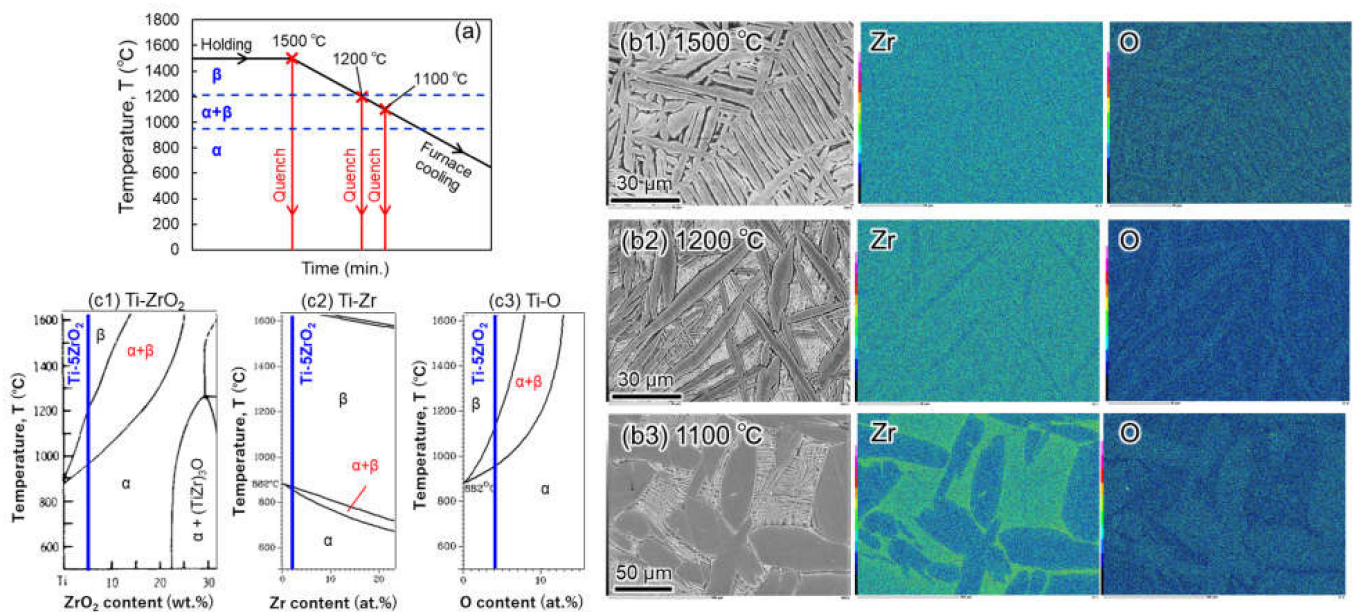 (a)
1800
1600
1400
1200
1000
800
600
400
200
0
Temperature, T (℃)
Time (min.)
Holding
1500 ℃
1200 ℃
1100 ℃
β
α+β
α
Quench
Quench
Quench
Furnace
cooling
(b1) 1500 ℃
30 µm
Zr
O
(b2) 1200 ℃
30 µm
Zr
O
(b3) 1100 ℃
50 µm
Zr
O
(c1) Ti-ZrO₂
Temperature, T (°C)
1600
1400
1200
1000
800
600
Ti-5ZrO₂
β
α+β
α
α + (TiZr)₃O
Ti
10
20
30
ZrO₂ content (wt.%)
(c2) Ti-Zr
Temperature, T (°C)
1600
1400
1200
1000
882°C
800
600
Ti-5ZrO₂
β
α+β
α
0
10
20
Zr content (at.%)
(c3) Ti-O
Temperature, T (°C)
1600
1400
1200
1000
882°C
800
600
Ti-5ZrO₂
β
α+β
α
0
10
O content (at.%)